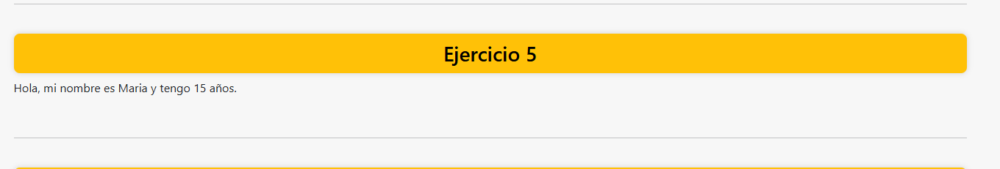 Ejercicio 5
Hola, mi nombre es Maria y tengo 15 años.